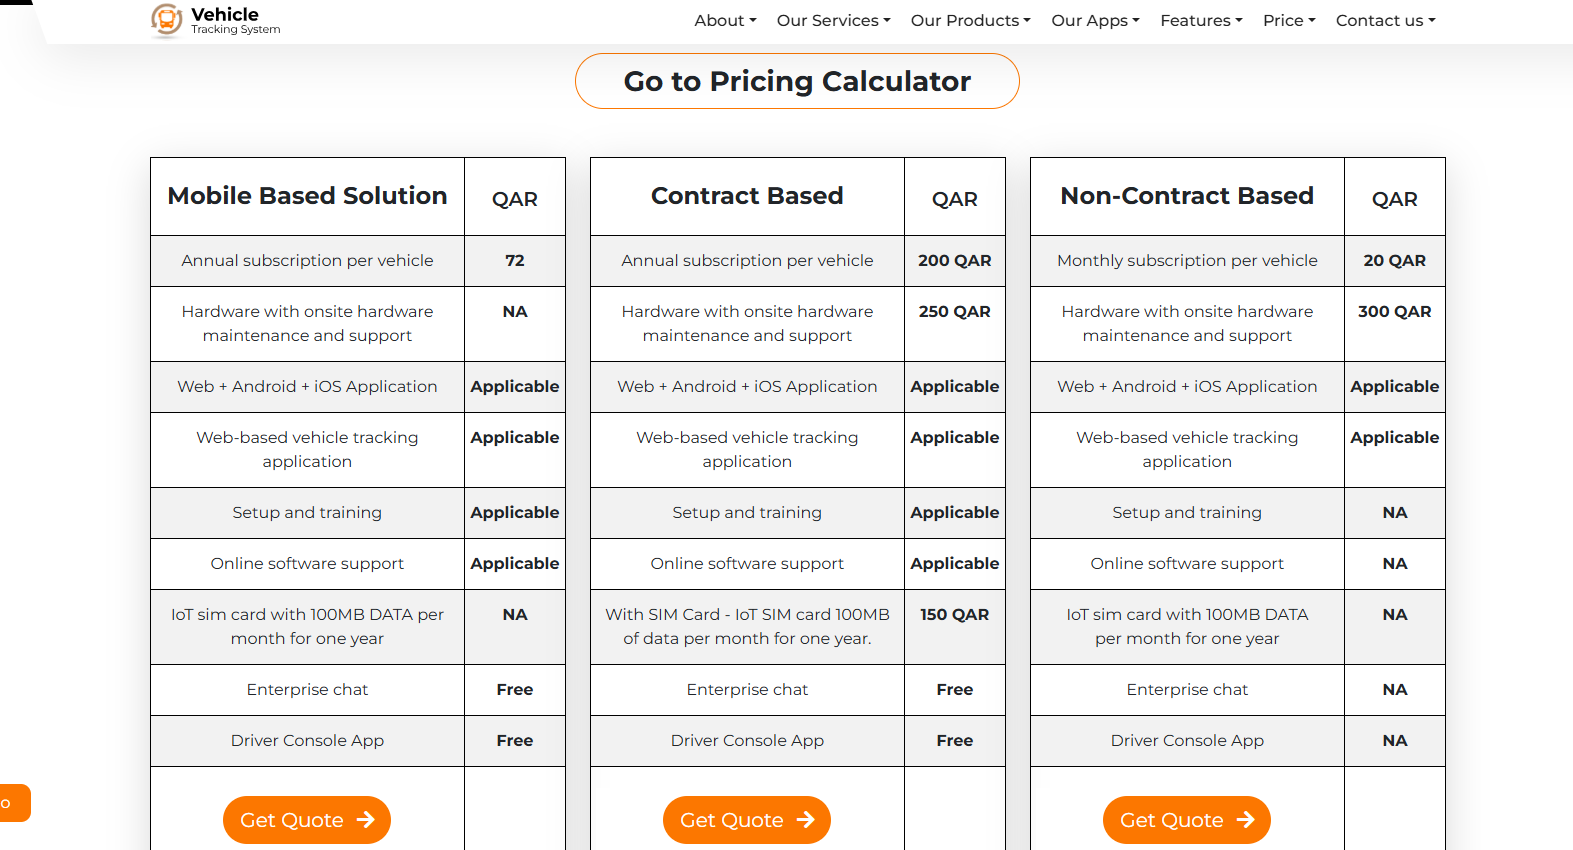 Vehicle
Tracking System
About
Our Services
Our Products
Our Apps
Features
Price
Contact us
Go to Pricing Calculator
Mobile Based Solution
QAR
Annual subscription per vehicle
72
Hardware with onsite hardware
maintenance and support
NA
Web + Android + iOS Application
Applicable
Web-based vehicle tracking
application
Applicable
Setup and training
Applicable
Online software support
Applicable
IoT sim card with 100MB DATA per
month for one year
NA
Enterprise chat
Free
Driver Console App
Free
Get Quote
Contract Based
QAR
Annual subscription per vehicle
200 QAR
Hardware with onsite hardware
maintenance and support
250 QAR
Web + Android + iOS Application
Applicable
Web-based vehicle tracking
application
Applicable
Setup and training
Applicable
Online software support
Applicable
With SIM Card - IoT SIM card 100MB
of data per month for one year.
150 QAR
Enterprise chat
Free
Driver Console App
Free
Get Quote
Non-Contract Based
QAR
Monthly subscription per vehicle
20 QAR
Hardware with onsite hardware
maintenance and support
300 QAR
Web + Android + iOS Application
Applicable
Web-based vehicle tracking
application
Applicable
Setup and training
NA
Online software support
NA
IoT sim card with 100MB DATA
per month for one year
NA
Enterprise chat
NA
Driver Console App
NA
Get Quote